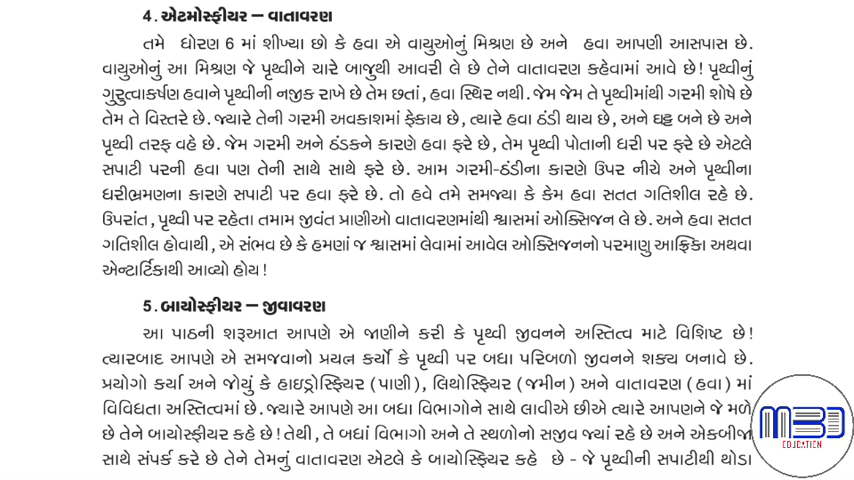 4. એટમોસ્ફીયર – વાતાવરણ
તમે ધોરણ 6 માં શીખ્યા છો કે હવા એ વાયુઓનું મિશ્રણ છે અને હવા આપણી આસપાસ છે.
વાયુઓનું આ મિશ્રણ જે પૃથ્વીને ચારે બાજુથી આવરી લે છે તેને વાતાવરણ કહેવામાં આવે છે! પૃથ્વીનું
ગુરુત્વાકર્ષણ હવાને પૃથ્વીની નજીક રાખે છે તેમ છતાં, હવા સ્થિર નથી. જેમ જેમ તે પૃથ્વીમાંથી ગરમી શોષે છે
તેમ તે વિસ્તરે છે. જ્યારે તેની ગરમી અવકાશમાં ફેકાય છે, ત્યારે હવા ઠંડી થાય છે, અને ઘટ્ટ બને છે અને
પૃથ્વી તરફ વહે છે. જેમ ગરમી અને ઠંડકને કારણે હવા ફરે છે, તેમ પૃથ્વી પોતાની ધરી પર ફરે છે એટલે
સપાટી પરની હવા પણ તેની સાથે સાથે ફરે છે. આમ ગરમી-ઠંડીના કારણે ઉપર નીચે અને પૃથ્વીના
ધરીભ્રમણના કારણે સપાટી પર હવા ફરે છે. તો હવે તમે સમજ્યા કે કેમ હવા સતત ગતિશીલ રહે છે.
ઉપરાંત, પૃથ્વી પર રહેતા તમામ જીવંત પ્રાણીઓ વાતાવરણમાંથી શ્વાસમાં ઓક્સિજન લે છે. અને હવા સતત
ગતિશીલ હોવાથી, એ સંભવ છે કે હમણાં જ શ્વાસમાં લેવામાં આવેલ ઓક્સિજનનો પરમાણુ આફ્રિકા અથવા
એન્ટાર્ટિકાથી આવ્યો હોય!
5. બાયોસ્ફીયર – જીવાવરણ
આ પાઠની શરૂઆત આપણે એ જાણીને કરી કે પૃથ્વી જીવનને અસ્તિત્વ માટે વિશિષ્ટ છે!
ત્યારબાદ આપણે એ સમજવાનો પ્રયત્ન કર્યો કે પૃથ્વી પર બધા પરિબળો જીવનને શક્ય બનાવે છે.
પ્રયોગો કર્યા અને જોયું કે હાઇડ્રોસ્ફિયર (પાણી), લિથોસ્ફિયર (જમીન) અને વાતાવરણ (હવા) માં
વિવિધતા અસ્તિત્વમાં છે. જ્યારે આપણે આ બધા વિભાગોને સાથે લાવીએ છીએ ત્યારે આપણને જે મળે
છે તેને બાયોસ્ફીયર કહે છે! તેથી, તે બધાં વિભાગો અને તે સ્થળોનો સજીવ જ્યાં રહે છે અને એકબીજા
સાથે સંપર્ક કરે છે તેને તેમનું વાતાવરણ એટલે કે બાયોસ્ફિયર કહે છે - જે પૃથ્વીની સપાટીથી થોડા
MBD
EDUCATION